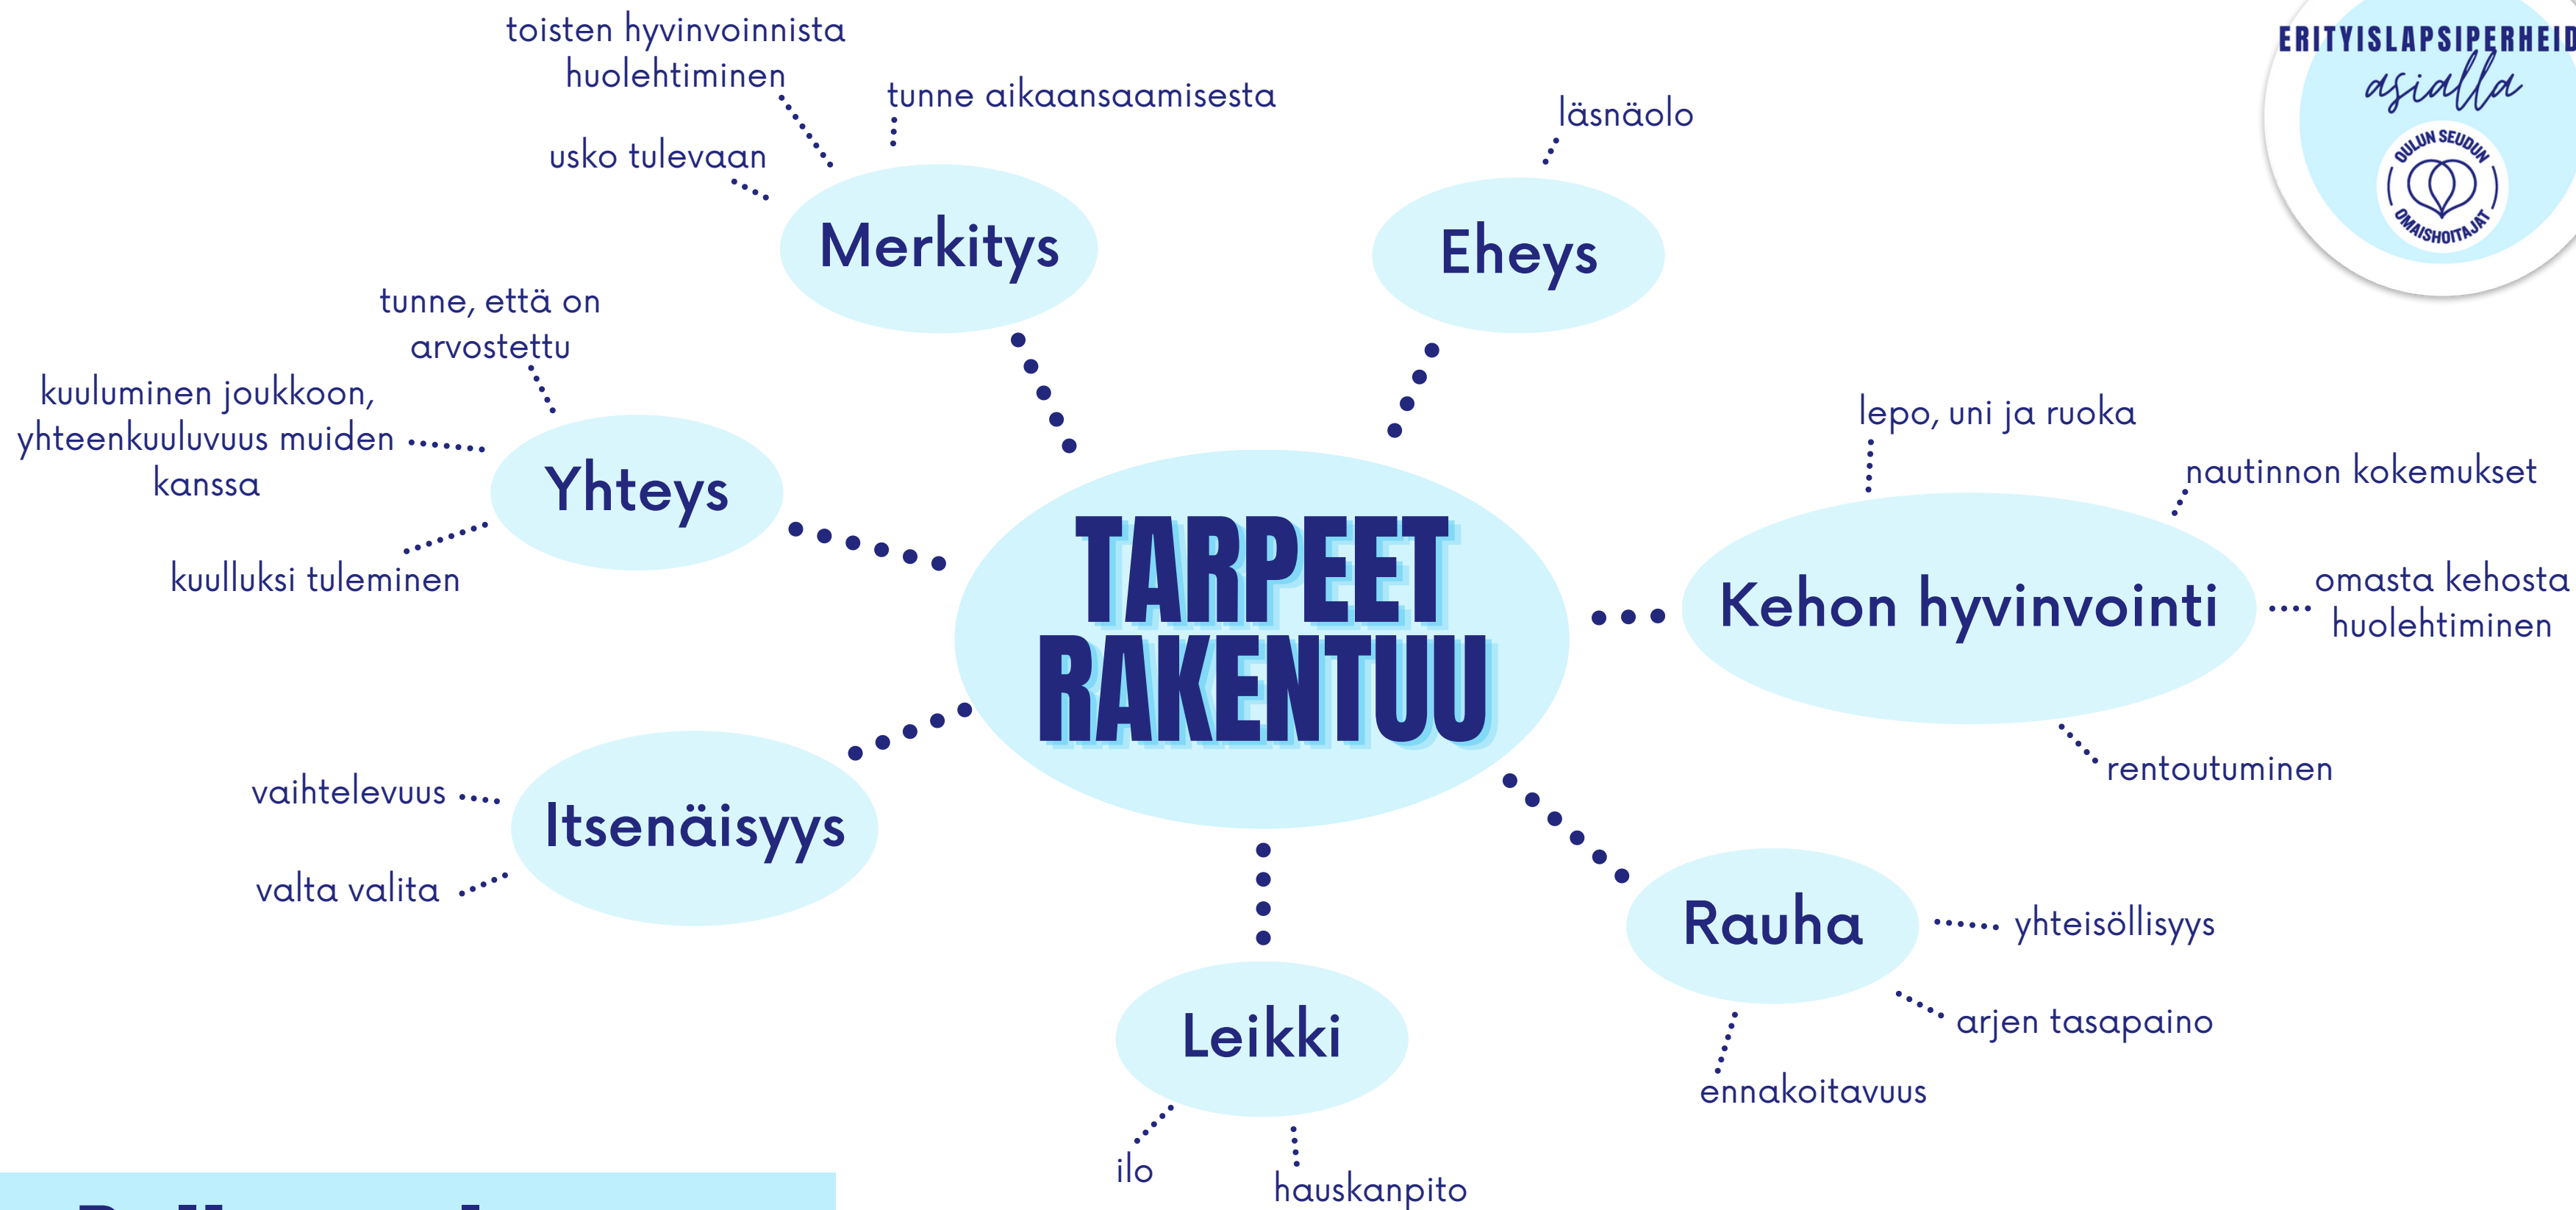 toisten hyvinvoinnista
huolehtiminen
tunne aikaansaamisesta
usko tulevaan
Merkitys
läsnäolo
Eheys
ERITYISLAPSIPERHEID
asialla
OULUN SEUDUN
OMAISHOITAJAT
tunne, että on
arvostettu
kuuluminen joukkoon,
yhteenkuuluvuus muiden
kanssa
kuulluksi tuleminen
Yhteys
TARPEET
RAKENTUU
lepo, uni ja ruoka
nautinnon kokemukset
Kehon hyvinvointi
omasta kehosta
huolehtiminen
rentoutuminen
vaihtelevuus
valta valita
Itsenäisyys
Rauha
yhteisöllisyys
arjen tasapaino
ennakoitavuus
Leikki
ilo
hauskanpito